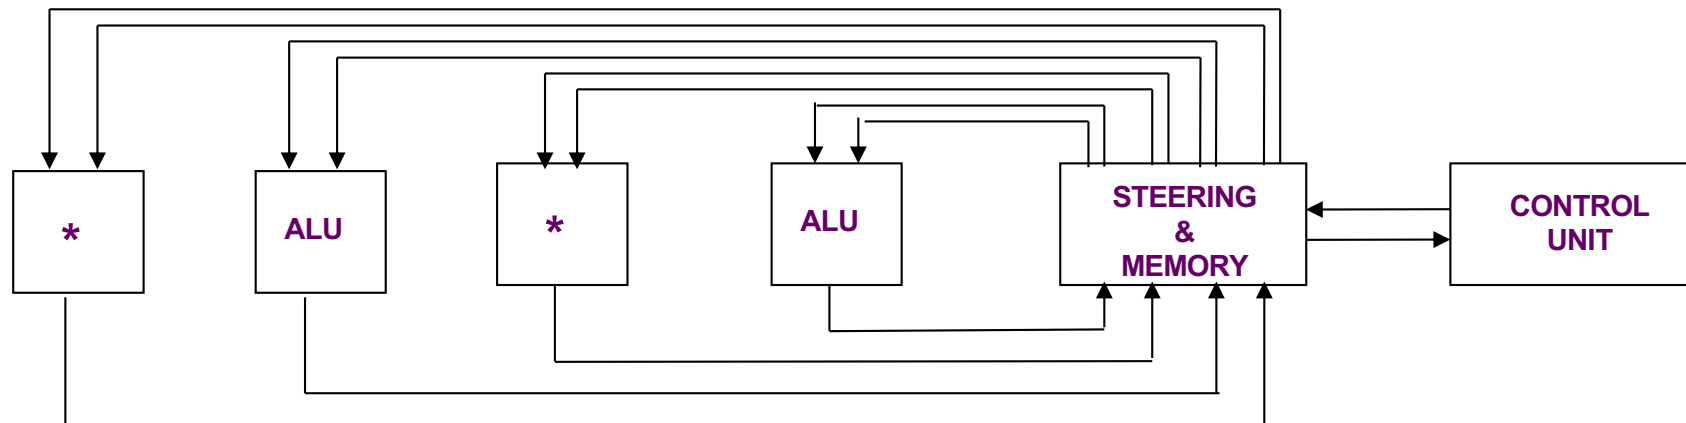 *
ALU
*
ALU
STEERING
&
MEMORY
CONTROL
UNIT